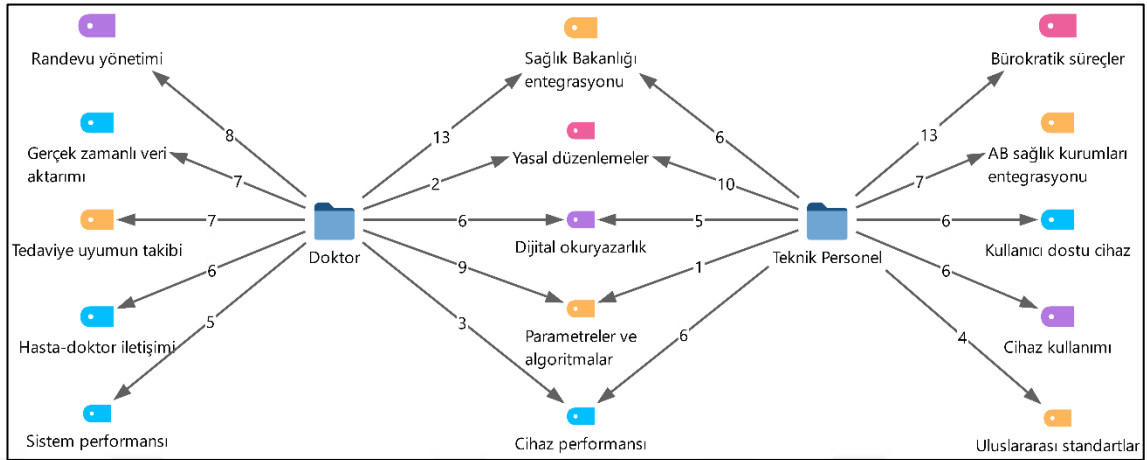 Randevu yönetimi
Sağlık Bakanlığı
entegrasyonu
Bürokratik süreçler
8
13
6
13
Gerçek zamanlı veri
aktarımı
Yasal düzenlemeler
AB sağlık kurumları
entegrasyonu
7
2
10
7
Tedaviye uyumun takibi
7
Doktor
6
Dijital okuryazarlık
5
Teknik Personel
6
Kullanıcı dostu cihaz
6
9
1
6
Hasta-doktor iletişimi
Parametreler ve
algoritmalar
Cihaz kullanımı
5
3
6
4
Sistem performansı
Cihaz performansı
Uluslararası standartlar